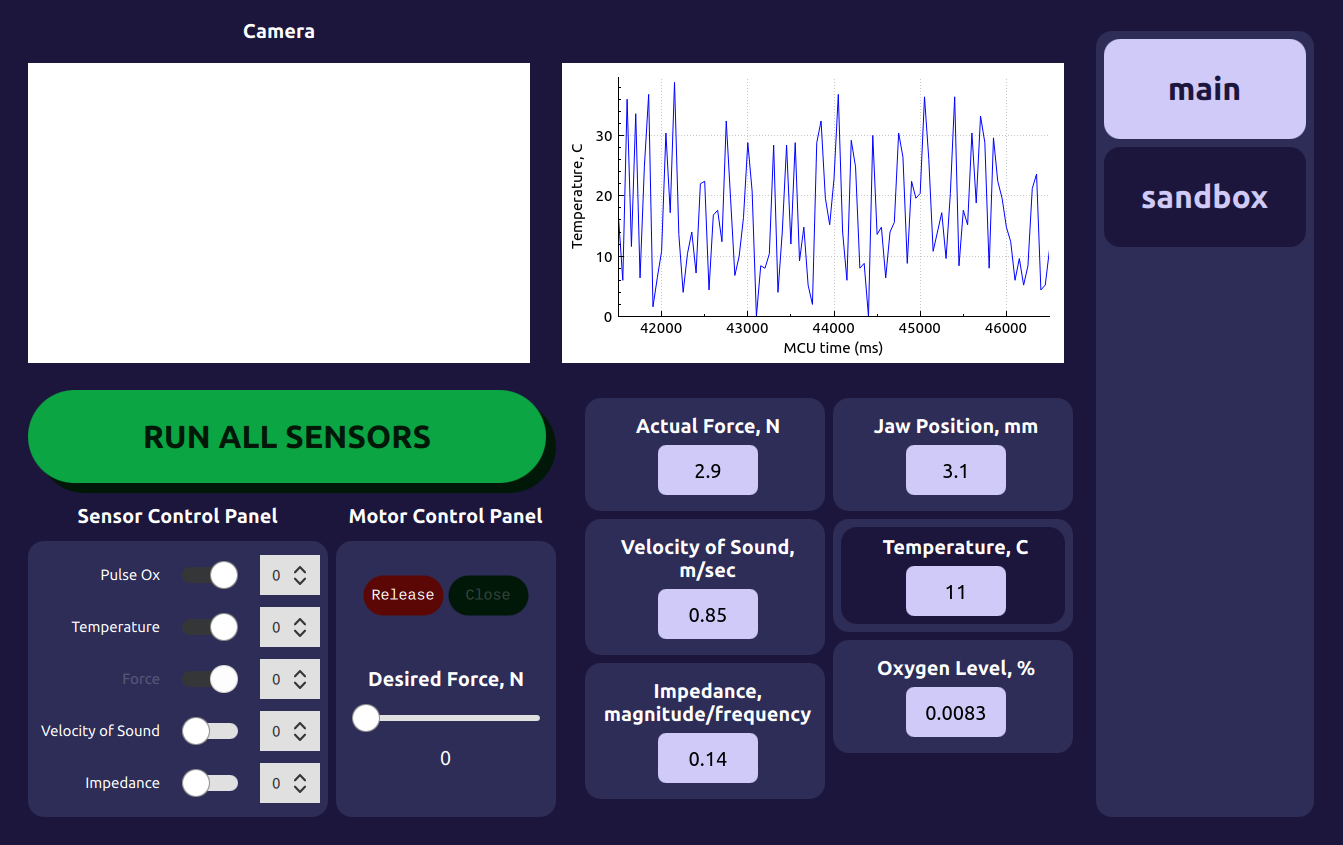 Camera
main
sandbox
30
20
10
0
Temperature, C
42000 43000 44000 45000 46000
MCU time (ms)
RUN ALL SENSORS
Sensor Control Panel
Pulse Ox 0
Temperature 0
Force 0
Velocity of Sound 0
Impedance 0
Motor Control Panel
Release Close
Desired Force, N
0
Actual Force, N
2.9
Jaw Position, mm
3.1
Velocity of Sound,
m/sec
0.85
Temperature, C
11
Impedance,
magnitude/frequency
0.14
Oxygen Level, %
0.0083